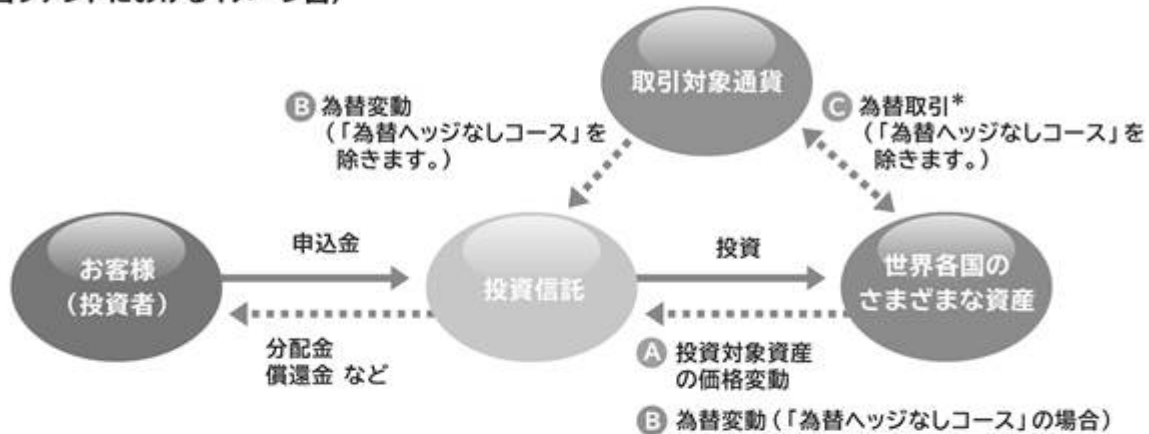 取引対象通貨
B 為替変動
(「為替ヘッジなしコース」を
除きます。)
C 為替取引*
(「為替ヘッジなしコース」を
除きます。)
お客様
(投資者)
申込金
投資信託
投資
世界各国の
さまざまな資産
分配金
償還金 など
A 投資対象資産
の価格変動
B 為替変動(「為替ヘッジなしコース」の場合)